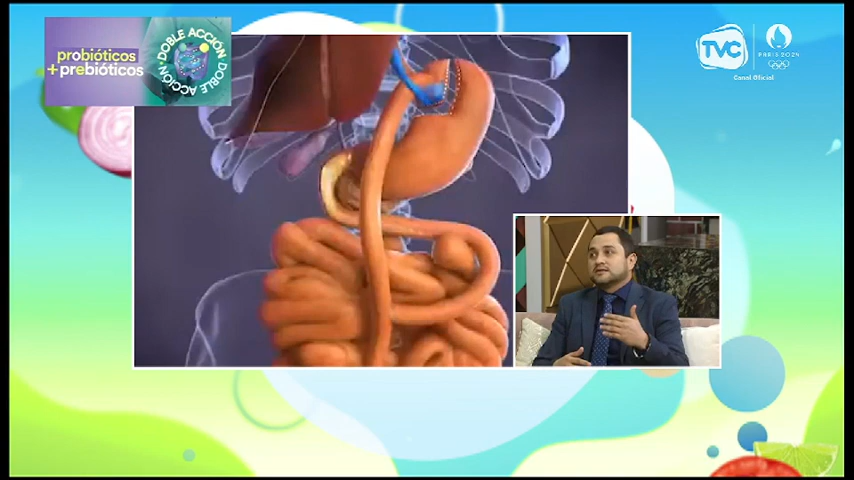 probióticos
+prebióticos
DOBLE ACCIÓN DOBLE ACCIÓN
TVC
PARIS 2024
Canal Oficial